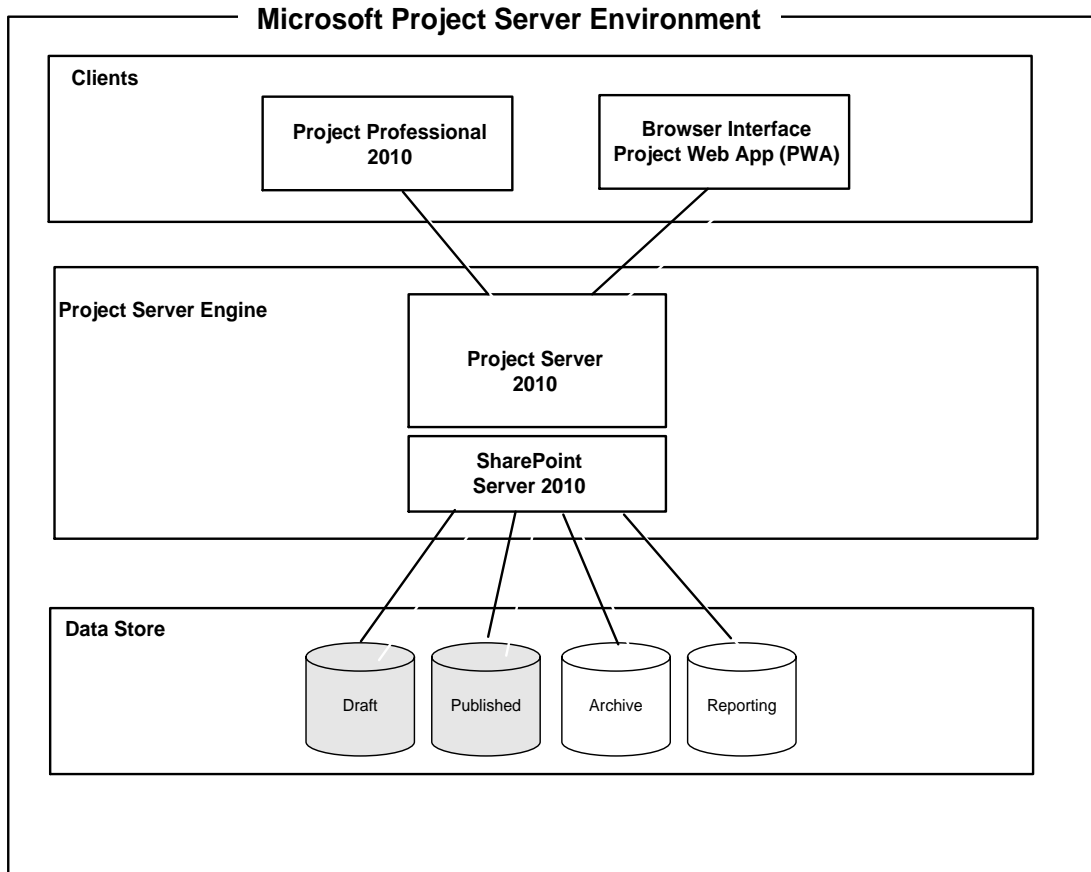 Microsoft Project Server Environment
Clients
Project Professional
2010
Browser Interface
Project Web App (PWA)
Project Server Engine
Project Server
2010
SharePoint
Server 2010
Data Store
Draft
Published
Archive
Reporting